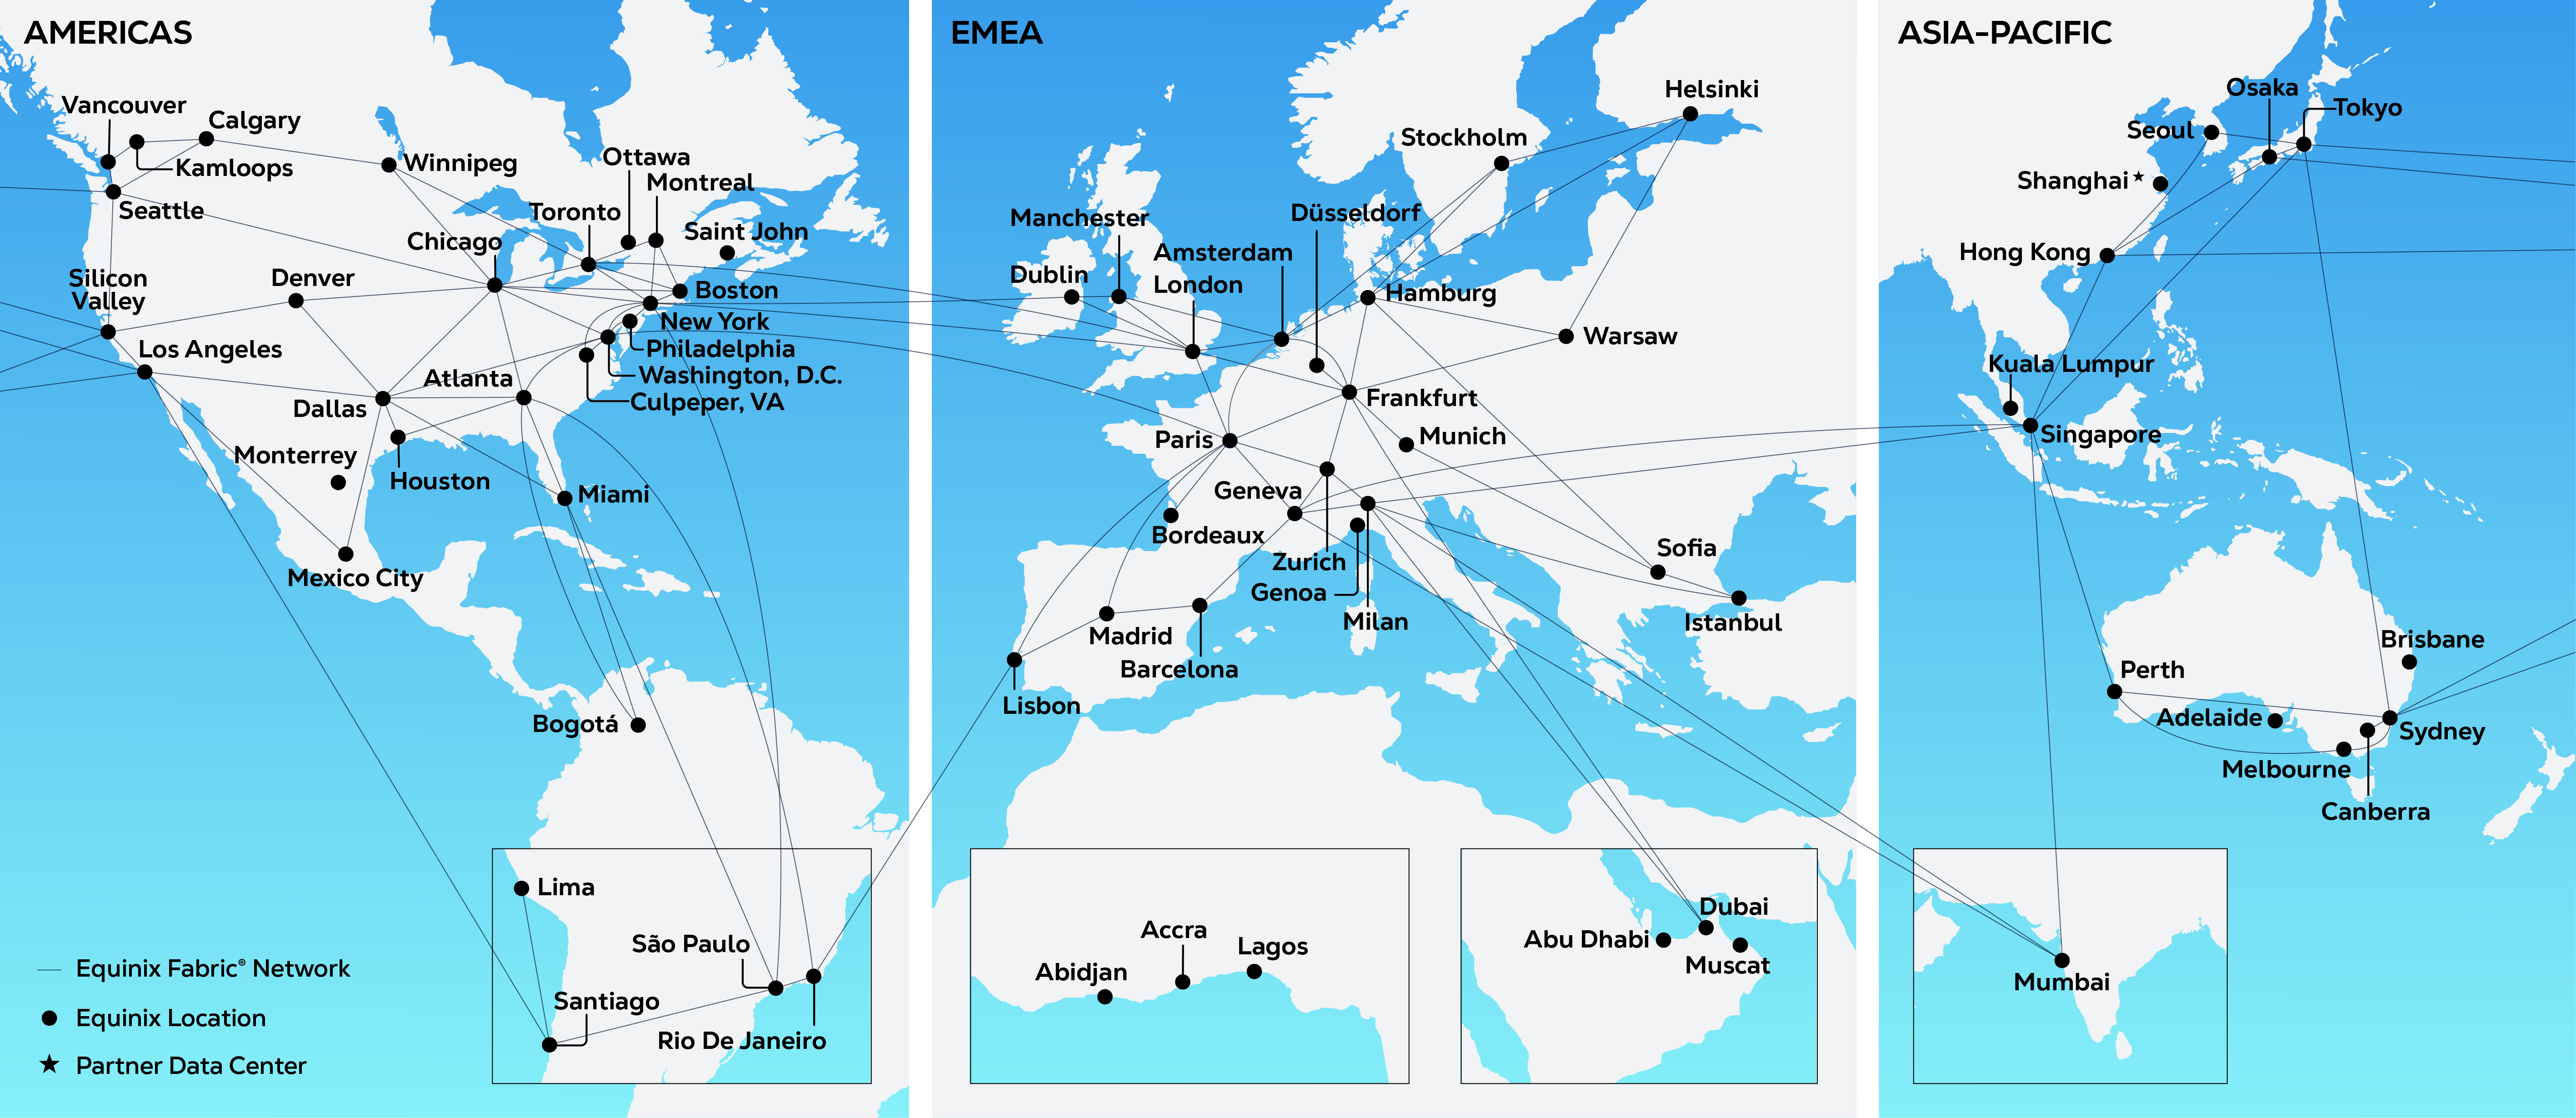 AMERICAS
Vancouver
Calgary
Kamloops
Winnipeg
Ottawa
Montreal
Seattle
Toronto
Saint John
Chicago
Silicon
Valley
Denver
Boston
New York
Los Angeles
Philadelphia
Atlanta
Washington, D.C.
Dallas
Culpeper, VA
Monterrey
Houston
Miami
Mexico City
Bogotá
Lima
São Paulo
Santiago
Rio De Janeiro
Equinix Fabric® Network
Equinix Location
★ Partner Data Center
EMEA
Helsinki
Stockholm
Manchester
Düsseldorf
Amsterdam
Dublin
London
Hamburg
Warsaw
Frankfurt
Paris
Munich
Geneva
Bordeaux
Sofia
Zurich
Genoa
Milan
Istanbul
Madrid
Barcelona
Lisbon
Accra
Lagos
Abidjan
Dubai
Abu Dhabi
Muscat
ASIA-PACIFIC
Osaka
Tokyo
Seoul
Shanghai★
Hong Kong
Kuala Lumpur
Singapore
Brisbane
Perth
Adelaide
Sydney
Melbourne
Canberra
Mumbai